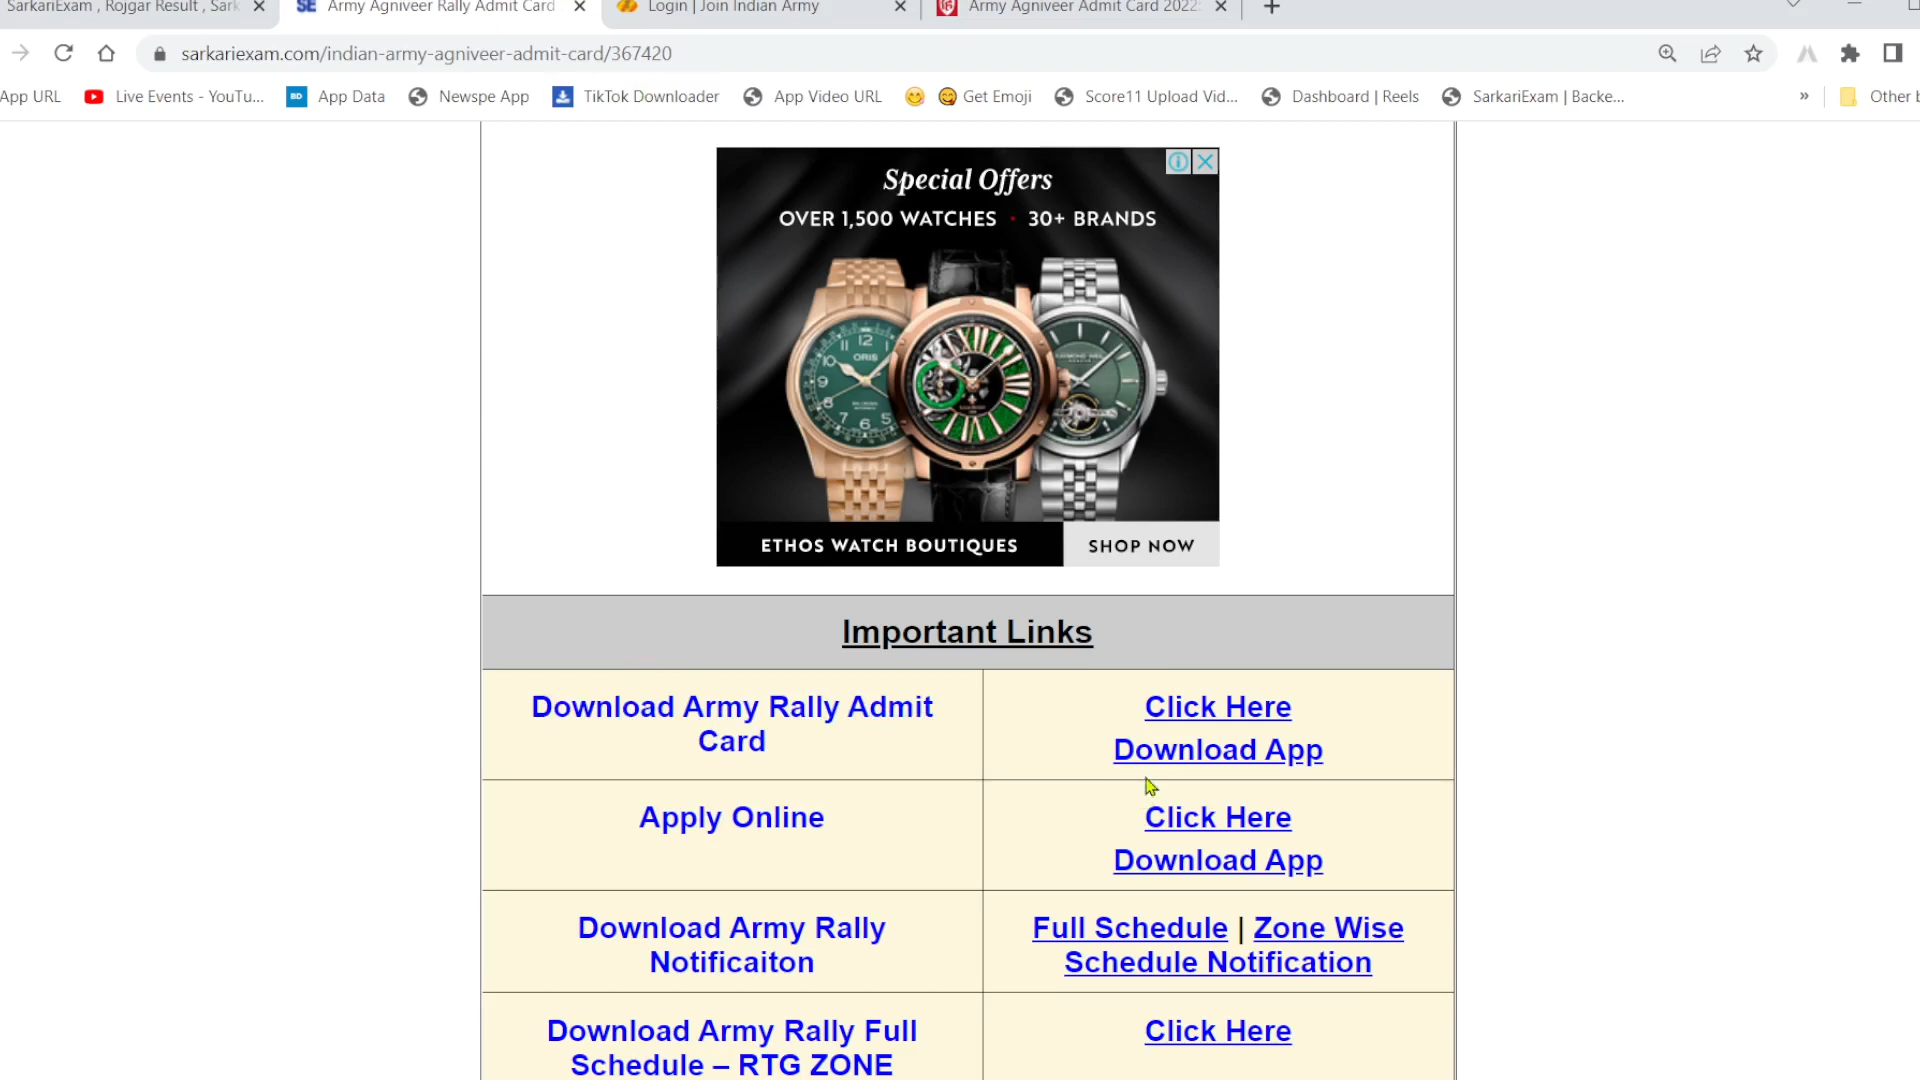 SarkariExam , Rojgar Result , Sark
Army Agniveer Rally Admit Card
Login | Join Indian Army
Army Agniveer Admit Card 2022:
sarkariexam.com/indian-army-agniveer-admit-card/367420
App URL
Live Events - YouTu...
App Data
Newspe App
TikTok Downloader
App Video URL
Get Emoji
Score11 Upload Vid...
Dashboard | Reels
SarkariExam | Backe...
»
Other b
Special Offers
OVER 1,500 WATCHES • 30+ BRANDS
ORIS
RAYMOND WEIL
ETHOS WATCH BOUTIQUES
SHOP NOW
Important Links
Download Army Rally Admit
Card
Click Here
Download App
Apply Online
Click Here
Download App
Download Army Rally
Notificaiton
Full Schedule | Zone Wise
Schedule Notification
Download Army Rally Full
Schedule – RTG ZONE
Click Here